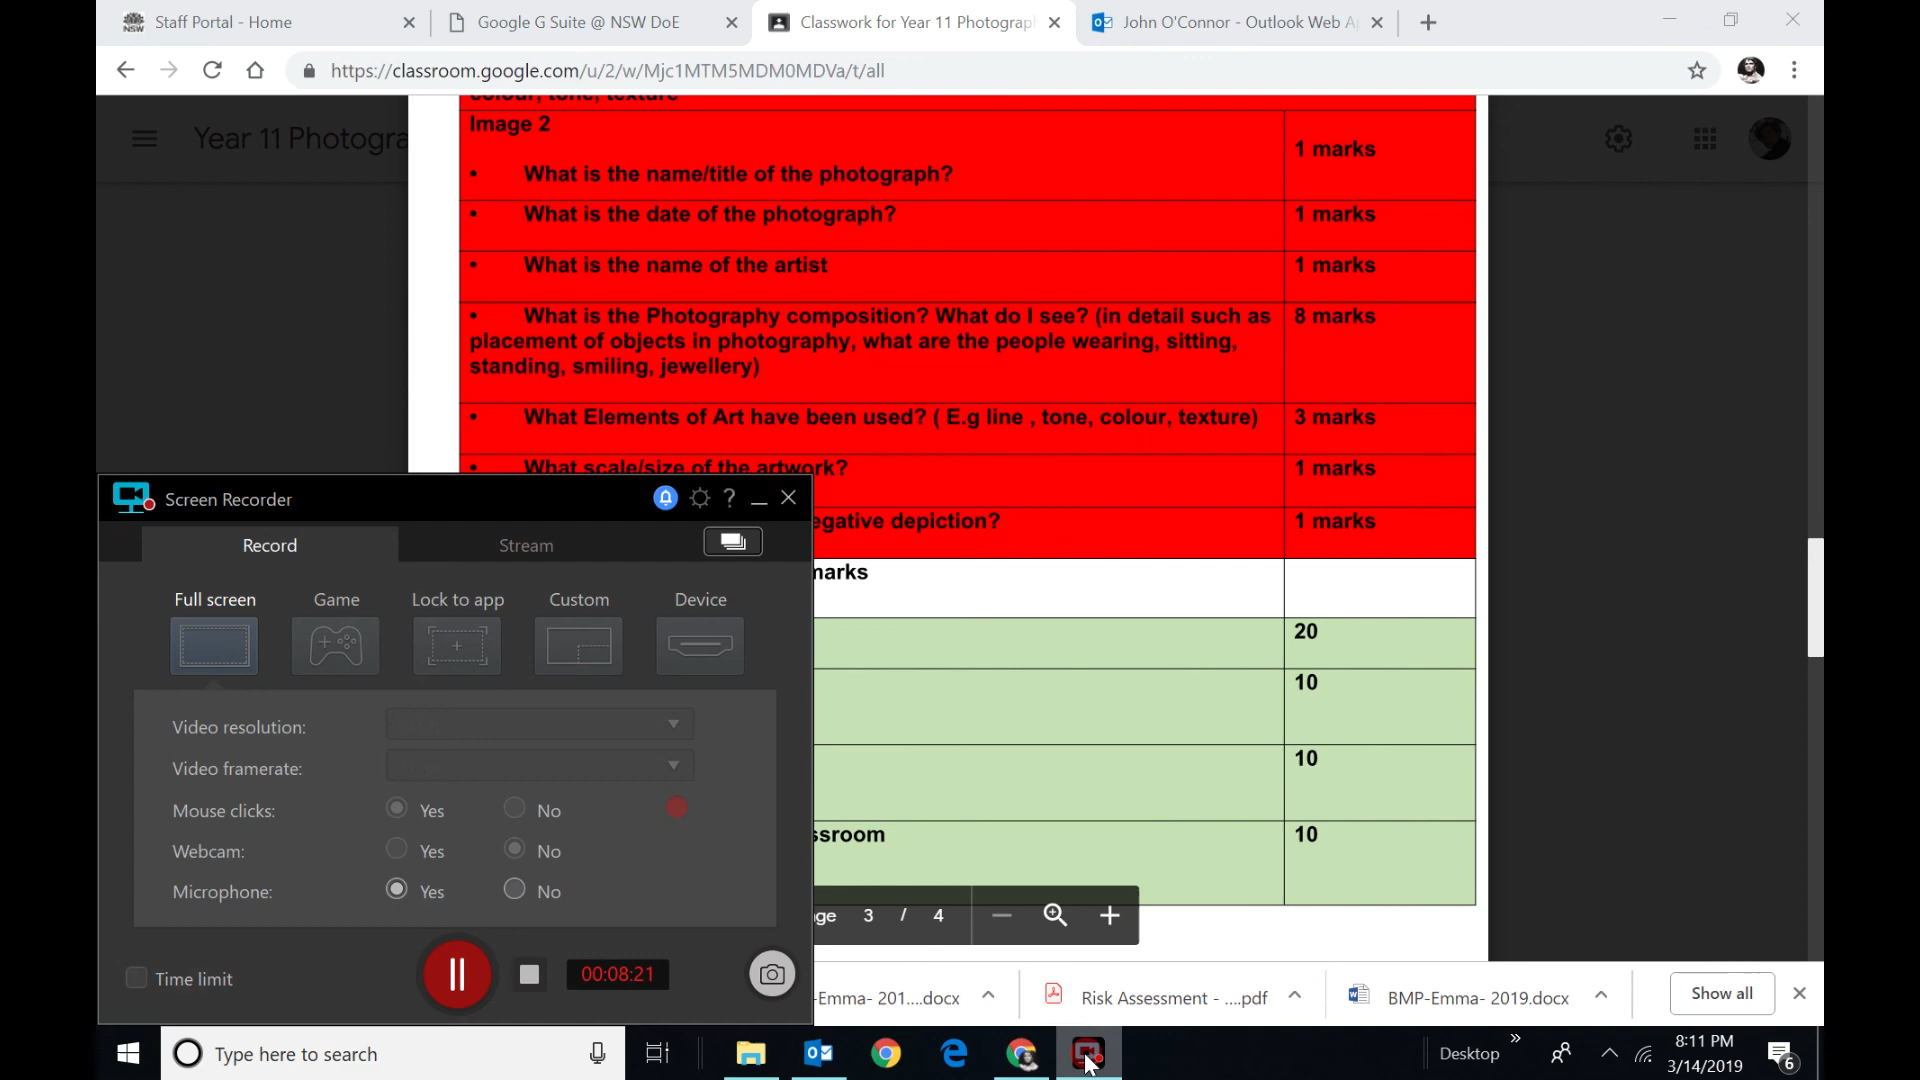 Staff Portal - Home
Google G Suite @ NSW DoE
Classwork for Year 11 Photograp
John O'Connor - Outlook Web A
https://classroom.google.com/u/2/w/Mjc1MTM5MDM0MDVa/t/all
Year 11 Photogra
colour, tone, texture
Image 2
1 marks
• What is the name/title of the photograph?
• What is the date of the photograph?
1 marks
• What is the name of the artist
1 marks
• What is the Photography composition? What do I see? (in detail such as
placement of objects in photography, what are the people wearing, sitting,
standing, smiling, jewellery)
8 marks
• What Elements of Art have been used? ( E.g line , tone, colour, texture)
3 marks
• What scale/size of the artwork?
1 marks
egative depiction?
1 marks
marks
20
10
10
ssroom
10
ge 3 / 4
Screen Recorder
Record
Stream
Full screen
Game
Lock to app
Custom
Device
Video resolution:
Video framerate:
Mouse clicks: Yes No
Webcam: Yes No
Microphone: Yes No
Time limit
00:08:21
-Emma- 201....docx
Risk Assessment - ....pdf
BMP-Emma- 2019.docx
Show all
Type here to search
Desktop
8:11 PM
3/14/2019
6